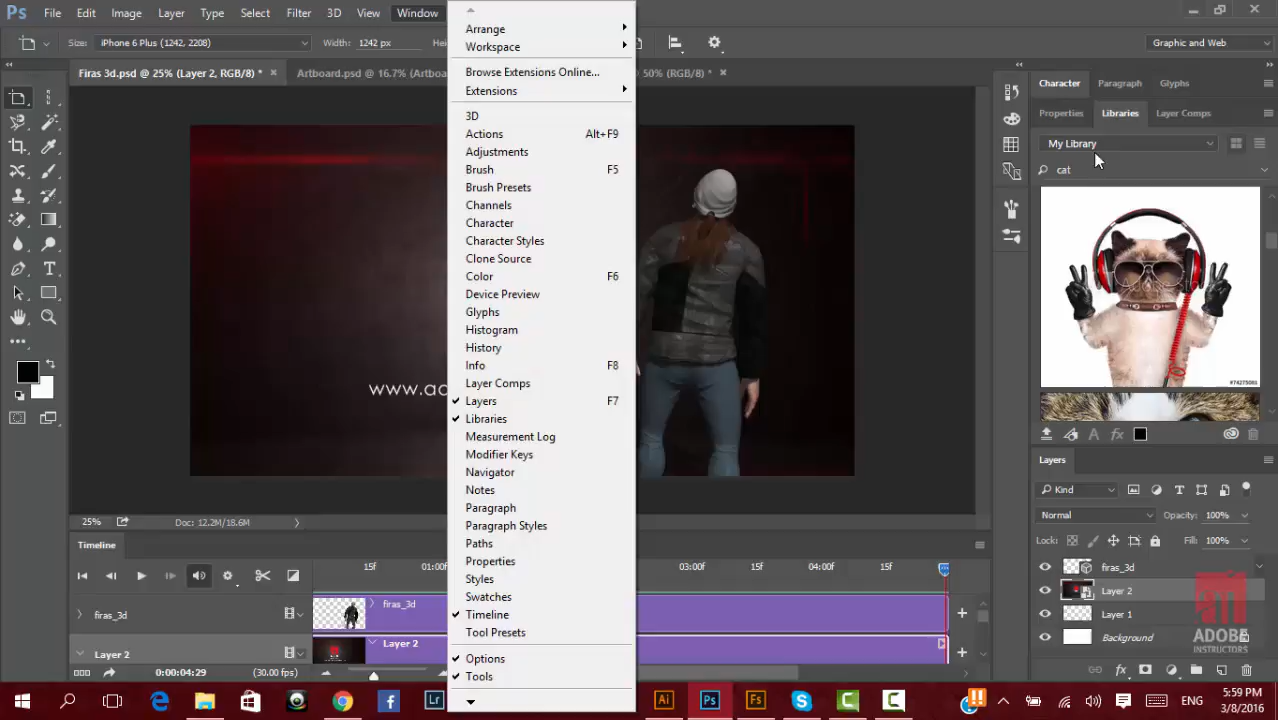 Ps File Edit Image Layer Type Select Filter 3D View Window
Size: iPhone 6 Plus (1242, 2208) Width: 1242 px Hei
Graphic and Web
Firas 3d.psd @ 25% (Layer 2, RGB/8) * × Artboard.psd @ 16.7% (Artboa 50% (RGB/8) * ×
Arrange
Workspace
Browse Extensions Online...
Extensions
3D
Actions Alt+F9
Adjustments
Brush F5
Brush Presets
Channels
Character
Character Styles
Clone Source
Color F6
Device Preview
Glyphs
Histogram
History
Info F8
Layer Comps
Layers F7
Libraries
Measurement Log
Modifier Keys
Navigator
Notes
Paragraph
Paragraph Styles
Paths
Properties
Styles
Swatches
Timeline
Tool Presets
Options
Tools
Character Paragraph Glyphs
Properties Libraries Layer Comps
My Library
cat
#74275081
Layers
Kind
Normal Opacity: 100%
Lock: Fill: 100%
firas_3d
Layer 2
Layer 1
Background
ADOBE
INSTRUCTORS
www.ad
25% Doc: 12.2M/18.6M
Timeline
15f 01:00f 03:00f 15f 04:00f 15f
firas_3d firas_3d
Layer 2 Layer 2
0:00:04:29 (30.00 fps)
Lr Ai Ps Fs
ENG
5:59 PM
3/8/2016